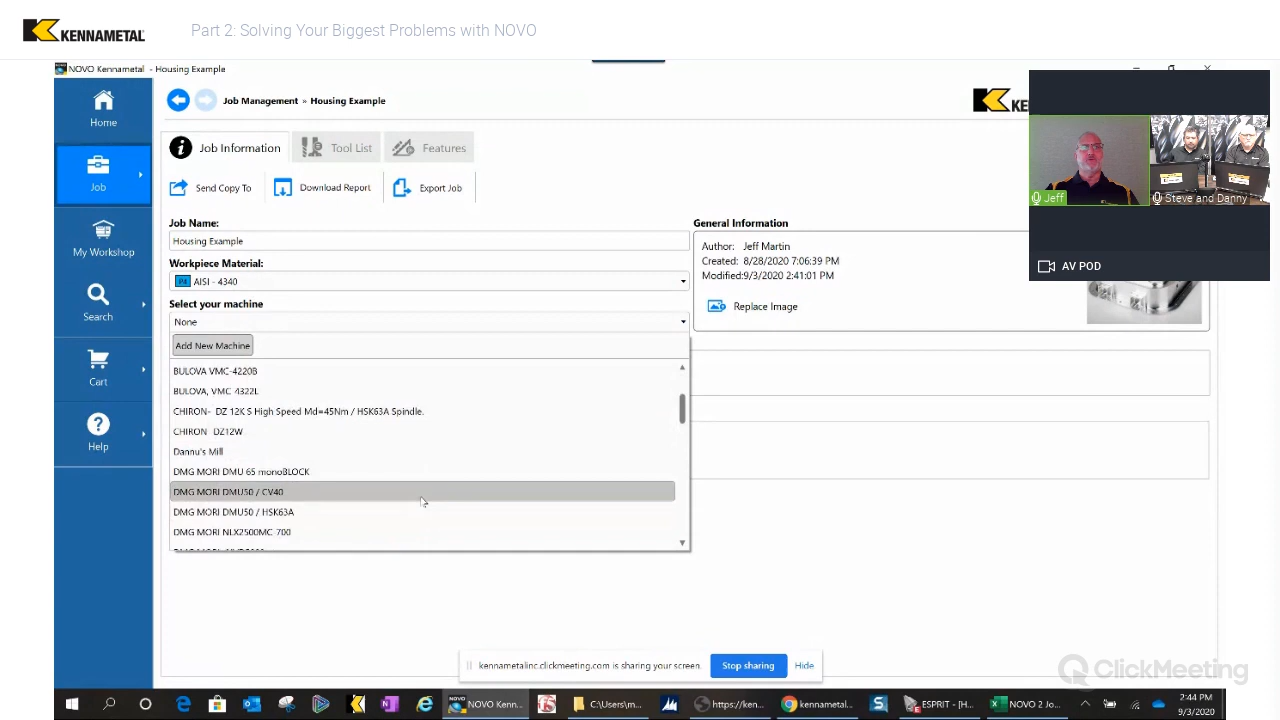 KENNAMETAL
Part 2: Solving Your Biggest Problems with NOVO
NOVO Kennametal - Housing Example
Home
Job
My Workshop
Search
Cart
Help
Job Management » Housing Example
KE
Job Information
Tool List
Features
Send Copy To
Download Report
Export Job
Job Name:
Housing Example
Workpiece Material:
AISI - 4340
Select your machine
None
Add New Machine
BULOVA VMC-4220B
BULOVA, VMC 4322L
CHIRON- DZ 12K S High Speed Md=45Nm / HSK63A Spindle.
CHIRON DZ12W
Dannu's Mill
DMG MORI DMU 65 monoBLOCK
DMG MORI DMU50 / CV40
DMG MORI DMU50 / HSK63A
DMG MORI NLX2500MC 700
General Information
Author: Jeff Martin
Created: 8/28/2020 7:06:39 PM
Modified:9/3/2020 2:41:01 PM
Replace Image
Jeff
Steve and Danny
AV POD
kennametalinc.clickmeeting.com is sharing your screen.
Stop sharing
Hide
ClickMeeting
NOVO Kenn...
C:\Users\m...
https://ken...
kennametal...
ESPRIT - [H...
NOVO 2 Jo...
2:44 PM
9/3/2020